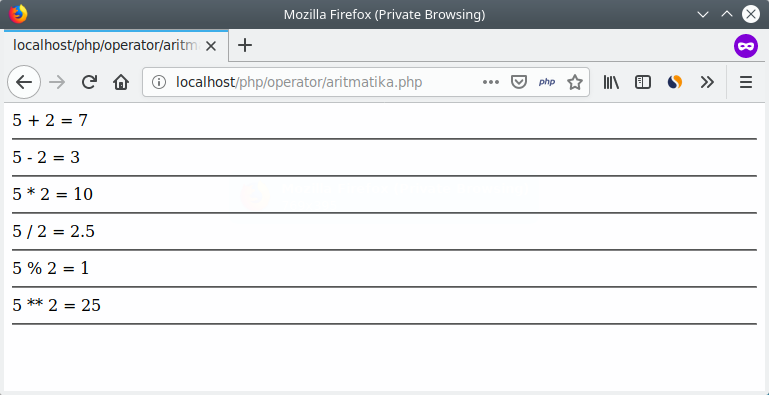 Mozilla Firefox (Private Browsing)
localhost/php/operator/aritm
localhost/php/operator/aritmatika.php
php
5 + 2 = 7
5 - 2 = 3
5 * 2 = 10
5 / 2 = 2.5
5 % 2 = 1
5 ** 2 = 25